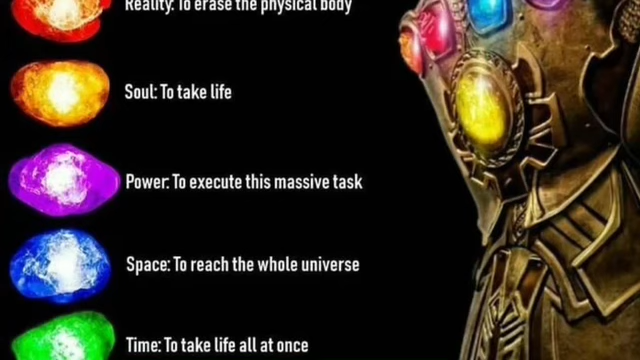 Reality: To erase the physical body
Soul: To take life
Power: To execute this massive task
Space: To reach the whole universe
Time: To take life all at once